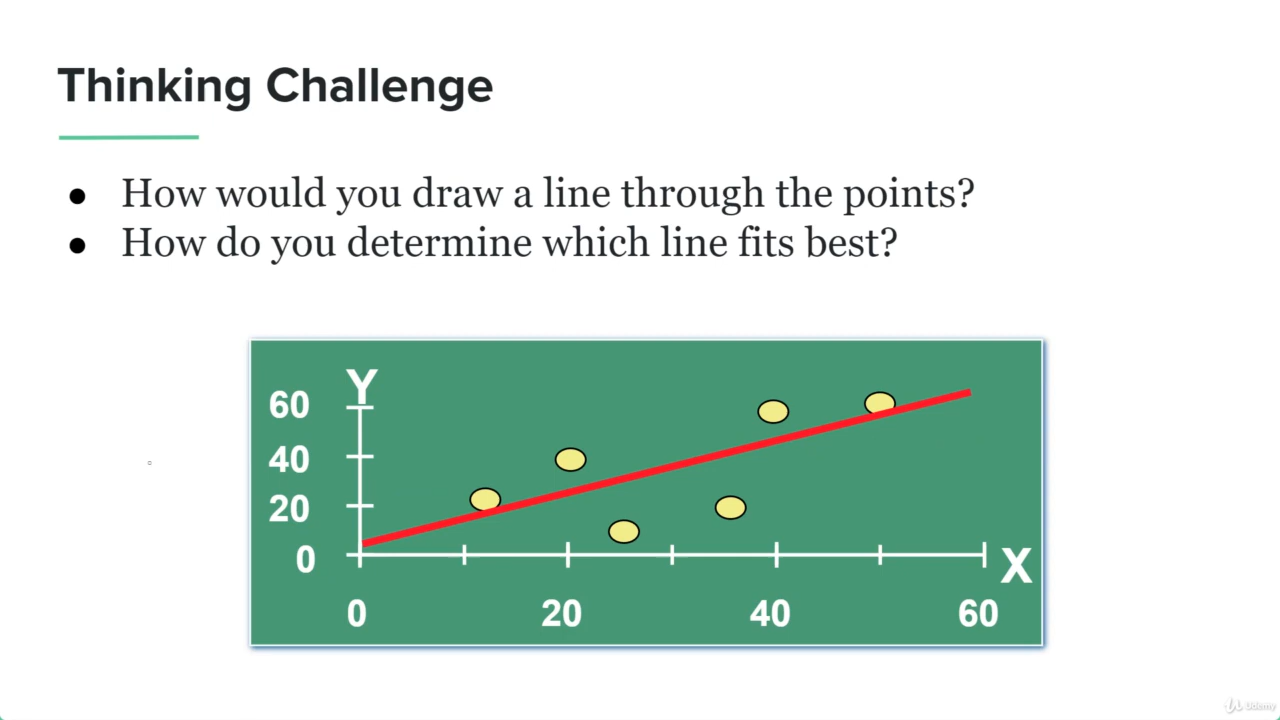 Thinking Challenge
● How would you draw a line through the points?
● How do you determine which line fits best?
Y
60
40
20
0
X
0 20 40 60
Udemy